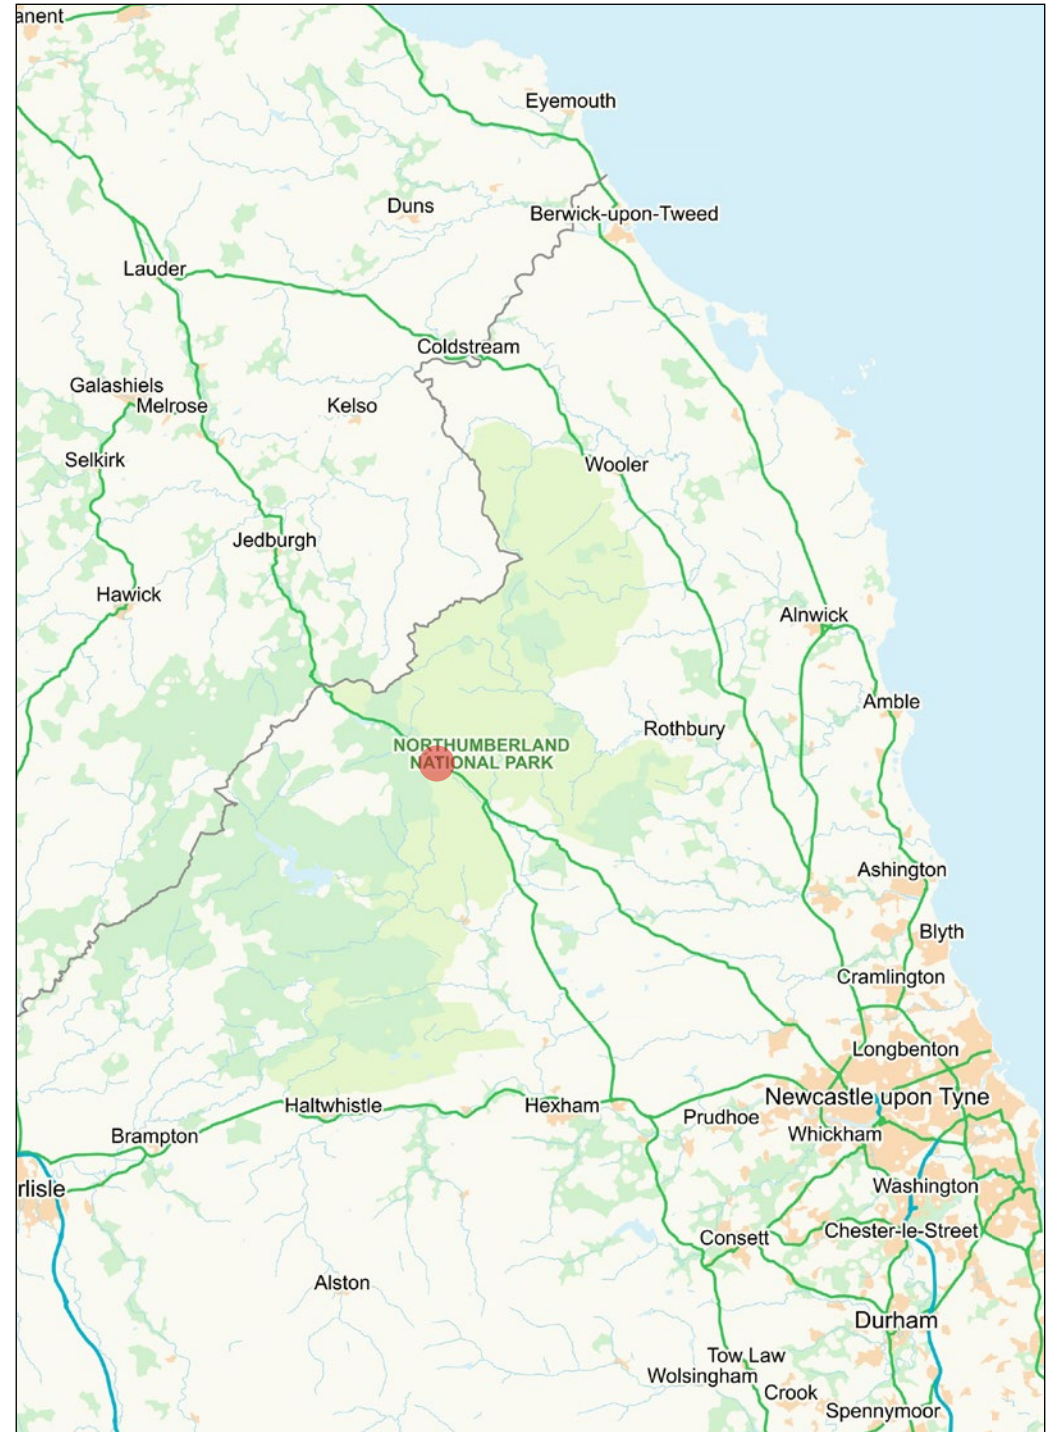 anent
Eyemouth
Duns
Berwick-upon-Tweed
Lauder
Coldstream
Galashiels
Melrose
Kelso
Selkirk
Wooler
Jedburgh
Hawick
Alnwick
Amble
Rothbury
NORTHUMBERLAND
NATIONAL PARK
Ashington
Blyth
Cramlington
Longbenton
Newcastle upon Tyne
Haltwhistle
Hexham
Prudhoe
Brampton
Whickham
rlisle
Washington
Chester-le-Street
Consett
Alston
Durham
Tow Law
Wolsingham
Crook
Spennymoor